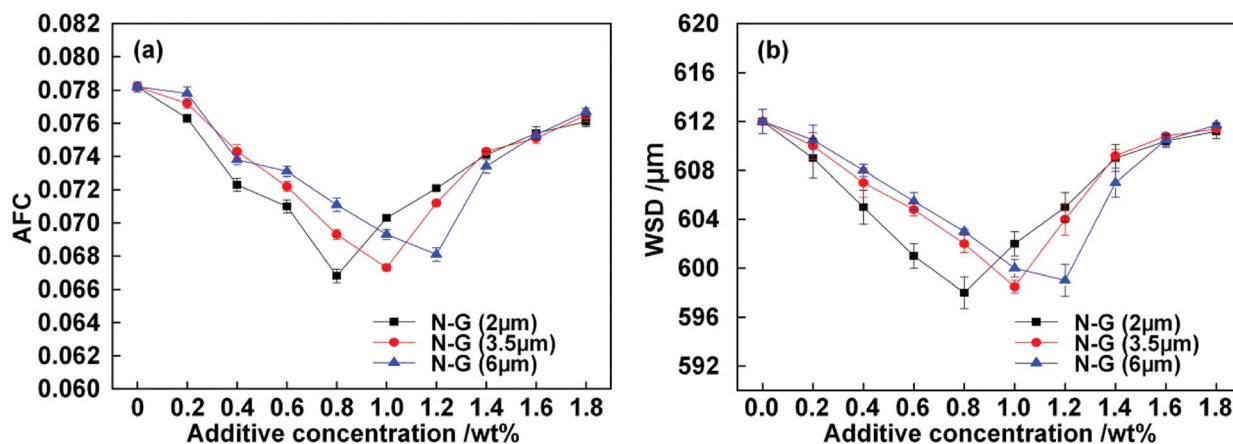 (a)
AFC
0.082
0.080
0.078
0.076
0.074
0.072
0.070
0.068
0.066
0.064
0.062
0.060
N-G (2μm)
N-G (3.5μm)
N-G (6μm)
0 0.2 0.4 0.6 0.8 1.0 1.2 1.4 1.6 1.8
Additive concentration /wt%
(b)
WSD /μm
620
616
612
608
604
600
596
592
N-G (2μm)
N-G (3.5μm)
N-G (6μm)
0.0 0.2 0.4 0.6 0.8 1.0 1.2 1.4 1.6 1.8
Additive concentration /wt%